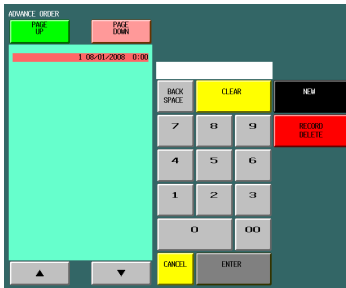 ADVANCE ORDER
PAGE UP
PAGE DOWN
1 08/01/2008 0:00
BACK SPACE
CLEAR
NEW
7 8 9
RECORD DELETE
4 5 6
1 2 3
0 00
CANCEL ENTER